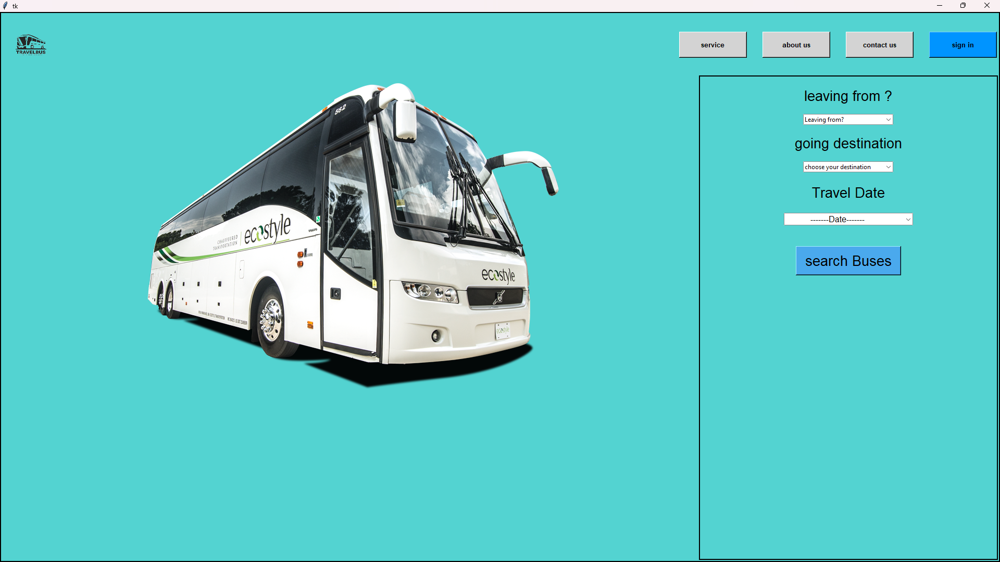 tk
TRAVELBUS
service
about us
contact us
sign in
leaving from ?
Leaving from?
going destination
choose your destination
Travel Date
-------Date-------
search Buses
562
CHAUFFEURED
TRANSPORTATION
ecostyle
VOLVO
ecostyle
ecostyle